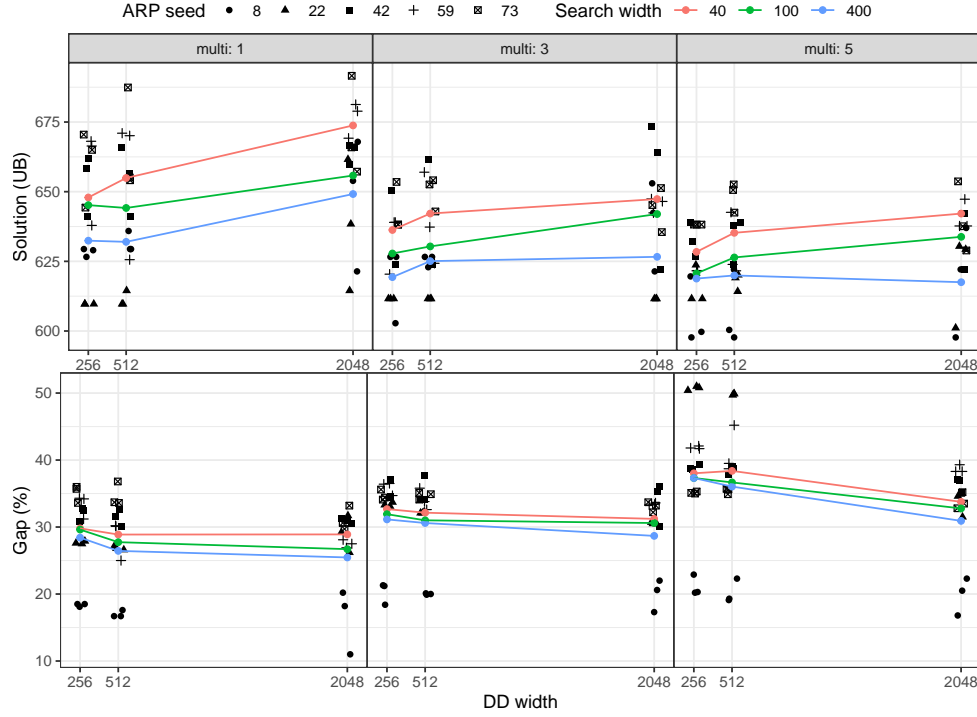 ARP seed 8 22 42 59 73 Search width 40 100 400
multi: 1 multi: 3 multi: 5
Solution (UB)
675
650
625
600
256 512 2048 256 512 2048 256 512 2048
Gap (%)
50
40
30
20
10
256 512 2048 256 512 2048 256 512 2048
DD width